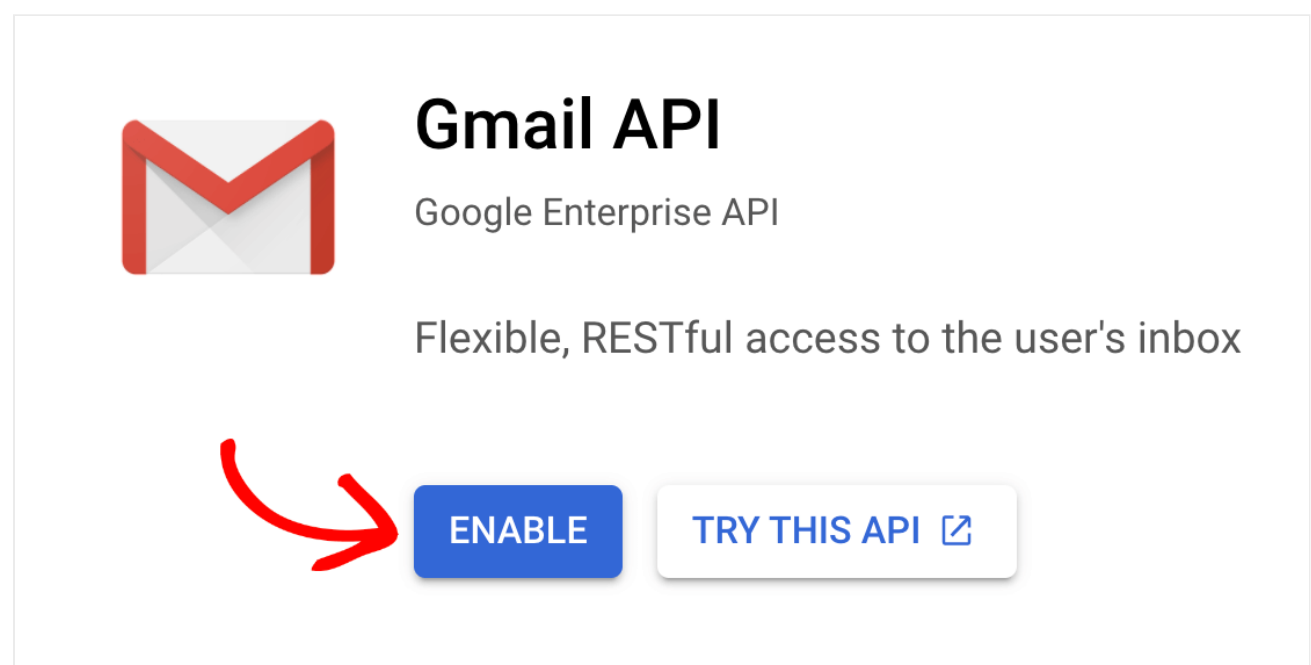 Gmail API
Google Enterprise API
Flexible, RESTful access to the user's inbox
ENABLE
TRY THIS API